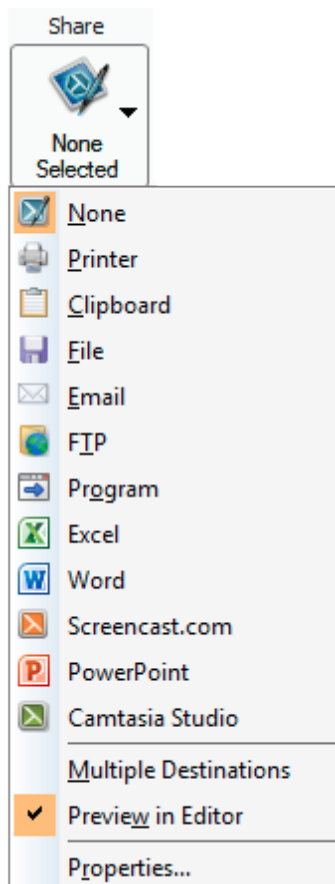 Share
None
Selected
None
Printer
Clipboard
File
Email
FTP
Program
Excel
Word
Screencast.com
PowerPoint
Camtasia Studio
Multiple Destinations
Preview in Editor
Properties...